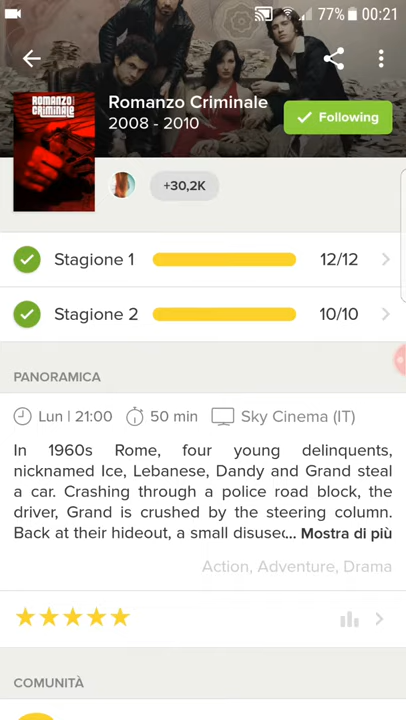 77% 00:21
Romanzo Criminale
2008 - 2010
Following
ROMANZO
CRIMINALE
+30,2K
Stagione 1 12/12
Stagione 2 10/10
PANORAMICA
Lun | 21:00 50 min Sky Cinema (IT)
In 1960s Rome, four young delinquents,
nicknamed Ice, Lebanese, Dandy and Grand steal
a car. Crashing through a police road block, the
driver, Grand is crushed by the steering column.
Back at their hideout, a small disused... Mostra di più
Action, Adventure, Drama
COMUNITÀ